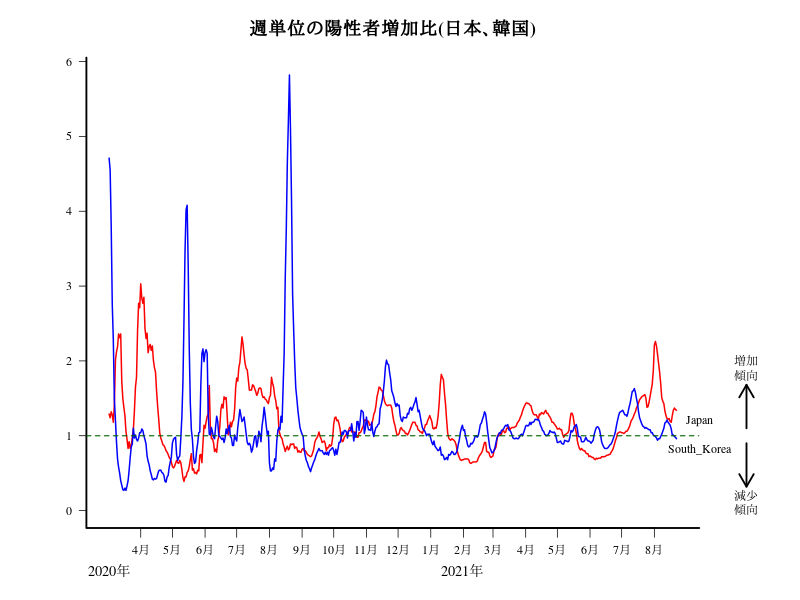 週単位の陽性者増加比(日本､韓国)
6
5
4
3
2
1
0
増加
傾向
Japan
South_Korea
減少
傾向
4月 5月 6月 7月 8月 9月 10月 11月 12月 1月 2月 3月 4月 5月 6月 7月 8月
2020年 2021年